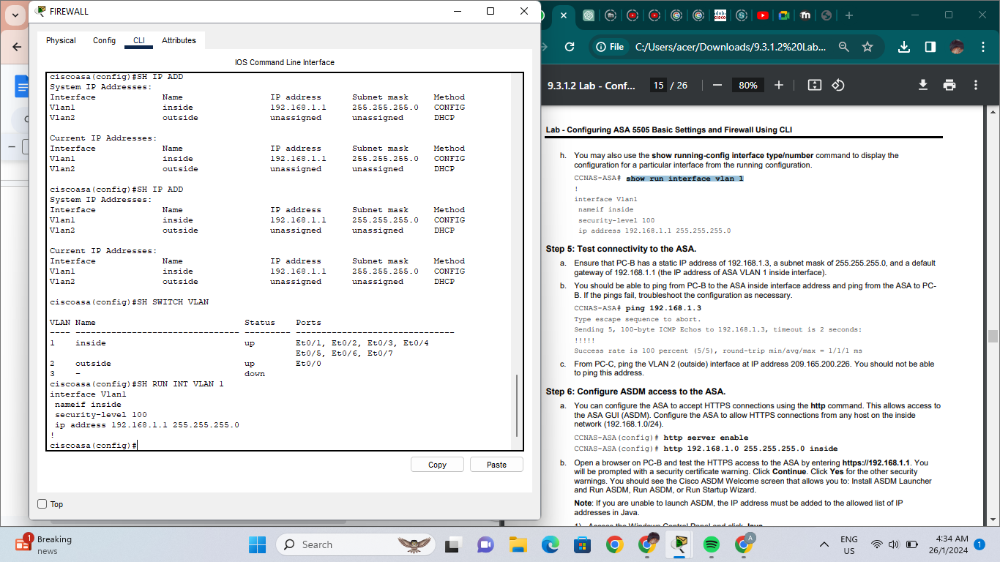 FIREWALL
Physical Config CLI Attributes
IOS Command Line Interface
ciscoasa(config)#SH IP ADD
System IP Addresses:
Interface Name IP address Subnet mask Method
Vlan1 inside 192.168.1.1 255.255.255.0 CONFIG
Vlan2 outside unassigned unassigned DHCP
Current IP Addresses:
Interface Name IP address Subnet mask Method
Vlan1 inside 192.168.1.1 255.255.255.0 CONFIG
Vlan2 outside unassigned unassigned DHCP
ciscoasa(config)#SH IP ADD
System IP Addresses:
Interface Name IP address Subnet mask Method
Vlan1 inside 192.168.1.1 255.255.255.0 CONFIG
Vlan2 outside unassigned unassigned DHCP
Current IP Addresses:
Interface Name IP address Subnet mask Method
Vlan1 inside 192.168.1.1 255.255.255.0 CONFIG
Vlan2 outside unassigned unassigned DHCP
ciscoasa(config)#SH SWITCH VLAN
VLAN Name Status Ports
---- -------------------------------- --------- -------------------------------
1 inside up Et0/1, Et0/2, Et0/3, Et0/4
Et0/5, Et0/6, Et0/7
2 outside up Et0/0
3 - down
ciscoasa(config)#SH RUN INT VLAN 1
interface Vlan1
nameif inside
security-level 100
ip address 192.168.1.1 255.255.255.0
!
ciscoasa(config)#
Copy Paste
Top
File C:/Users/acer/Downloads/9.3.1.2%20Lab...
9.3.1.2 Lab - Conf... 15 / 26 80%
Lab - Configuring ASA 5505 Basic Settings and Firewall Using CLI
h. You may also use the show running-config interface type/number command to display the
configuration for a particular interface from the running configuration.
CCNAS-ASA# show run interface vlan 1
!
interface Vlan1
nameif inside
security-level 100
ip address 192.168.1.1 255.255.255.0
Step 5: Test connectivity to the ASA.
a. Ensure that PC-B has a static IP address of 192.168.1.3, a subnet mask of 255.255.255.0, and a default
gateway of 192.168.1.1 (the IP address of ASA VLAN 1 inside interface).
b. You should be able to ping from PC-B to the ASA inside interface address and ping from the ASA to PC-
B. If the pings fail, troubleshoot the configuration as necessary.
CCNAS-ASA# ping 192.168.1.3
Type escape sequence to abort.
Sending 5, 100-byte ICMP Echos to 192.168.1.3, timeout is 2 seconds:
!!!!!
Success rate is 100 percent (5/5), round-trip min/avg/max = 1/1/1 ms
c. From PC-C, ping the VLAN 2 (outside) interface at IP address 209.165.200.226. You should not be able
to ping this address.
Step 6: Configure ASDM access to the ASA.
a. You can configure the ASA to accept HTTPS connections using the http command. This allows access to
the ASA GUI (ASDM). Configure the ASA to allow HTTPS connections from any host on the inside
network (192.168.1.0/24).
CCNAS-ASA(config)# http server enable
CCNAS-ASA(config)# http 192.168.1.0 255.255.255.0 inside
b. Open a browser on PC-B and test the HTTPS access to the ASA by entering https://192.168.1.1. You
will be prompted with a security certificate warning. Click Continue. Click Yes for the other security
warnings. You should see the Cisco ASDM Welcome screen that allows you to: Install ASDM Launcher
and Run ASDM, Run ASDM, or Run Startup Wizard.
Note: If you are unable to launch ASDM, the IP address must be added to the allowed list of IP
addresses in Java.
1) Access the Windows Control Panel and click Java.
1 Breaking
news
Search
ENG
US
4:34 AM
26/1/2024
1